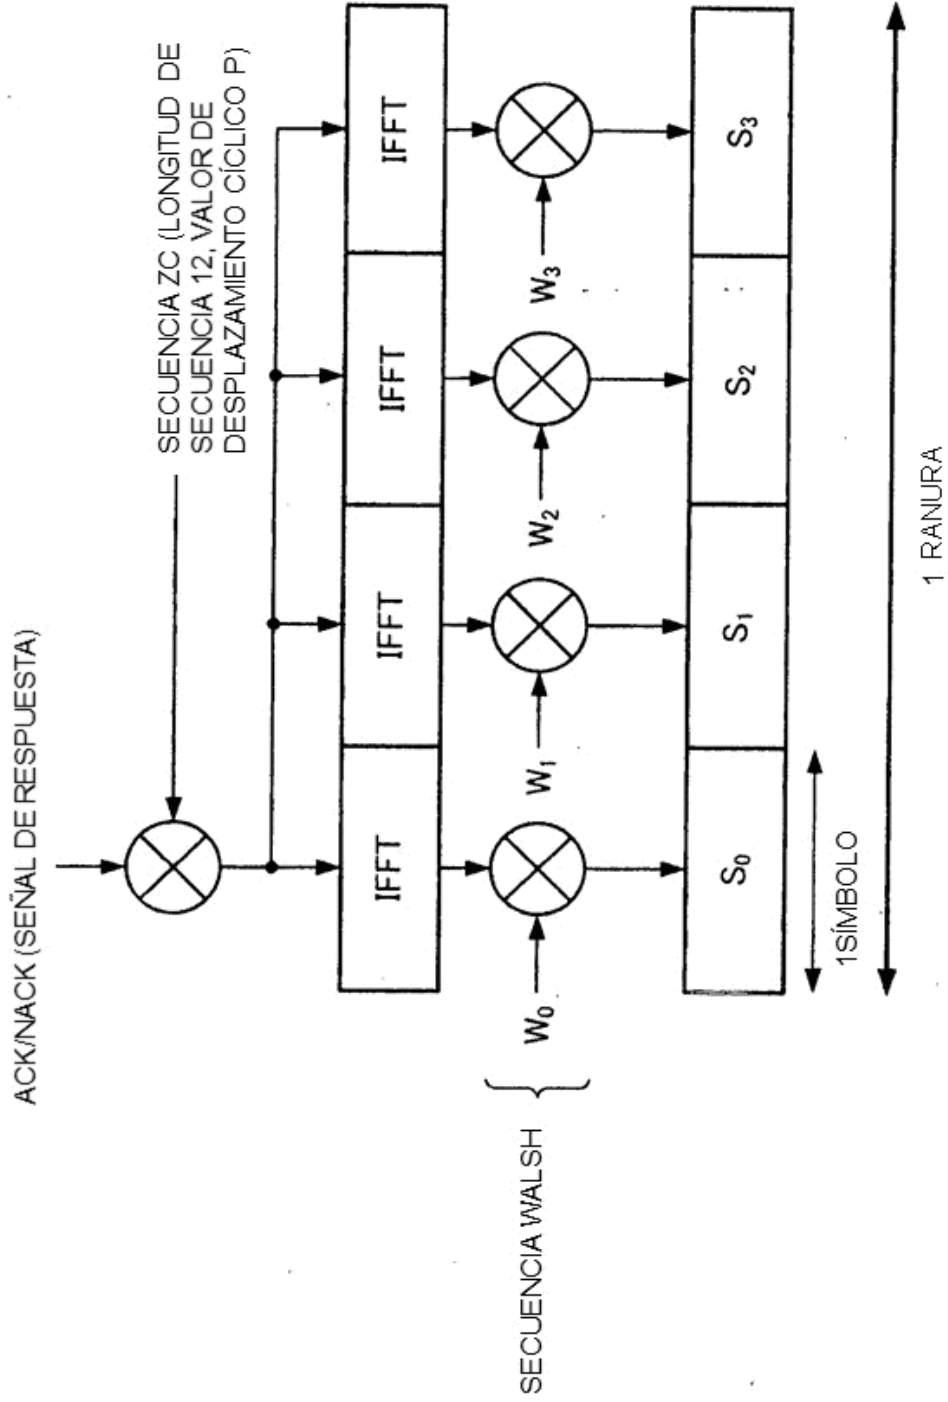 ACK/NACK (SEÑAL DE RESPUESTA)
SECUENCIA ZC (LONGITUD DE
SECUENCIA 12, VALOR DE
DESPLAZAMIENTO CÍCLICO P)
IFFT
IFFT
IFFT
IFFT
SECUENCIA WALSH
W0
W1
W2
W3
S0
S1
S2
S3
1SÍMBOLO
1 RANURA